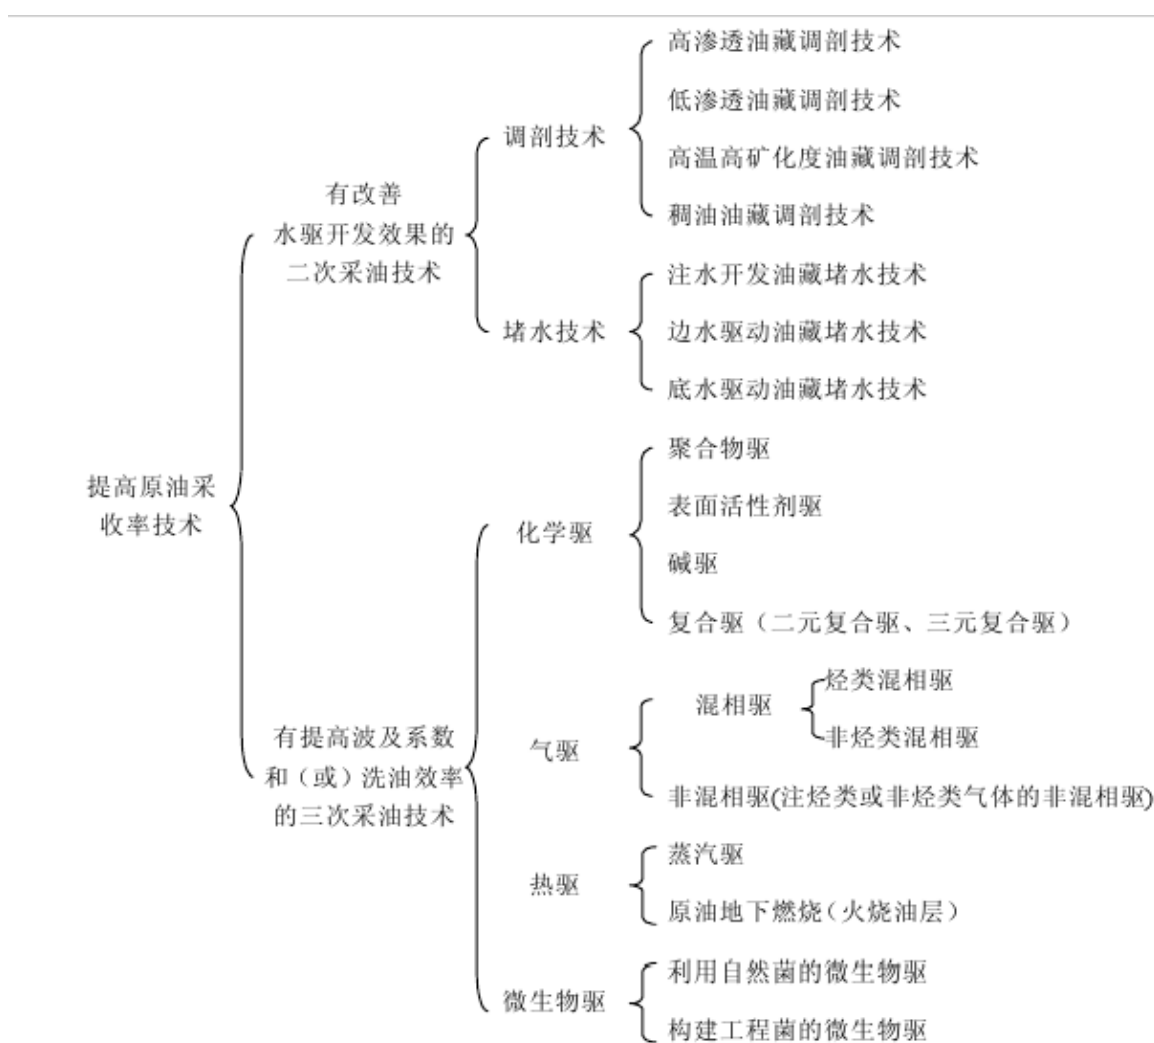 提高原油采
收率技术
有改善
水驱开发效果的
二次采油技术
调剖技术
高渗透油藏调剖技术
低渗透油藏调剖技术
高温高矿化度油藏调剖技术
稠油油藏调剖技术
堵水技术
注水开发油藏堵水技术
边水驱动油藏堵水技术
底水驱动油藏堵水技术
有提高波及系数
和（或）洗油效率
的三次采油技术
化学驱
聚合物驱
表面活性剂驱
碱驱
复合驱（二元复合驱、三元复合驱）
气驱
混相驱
烃类混相驱
非烃类混相驱
非混相驱(注烃类或非烃类气体的非混相驱)
热驱
蒸汽驱
原油地下燃烧（火烧油层）
微生物驱
利用自然菌的微生物驱
构建工程菌的微生物驱